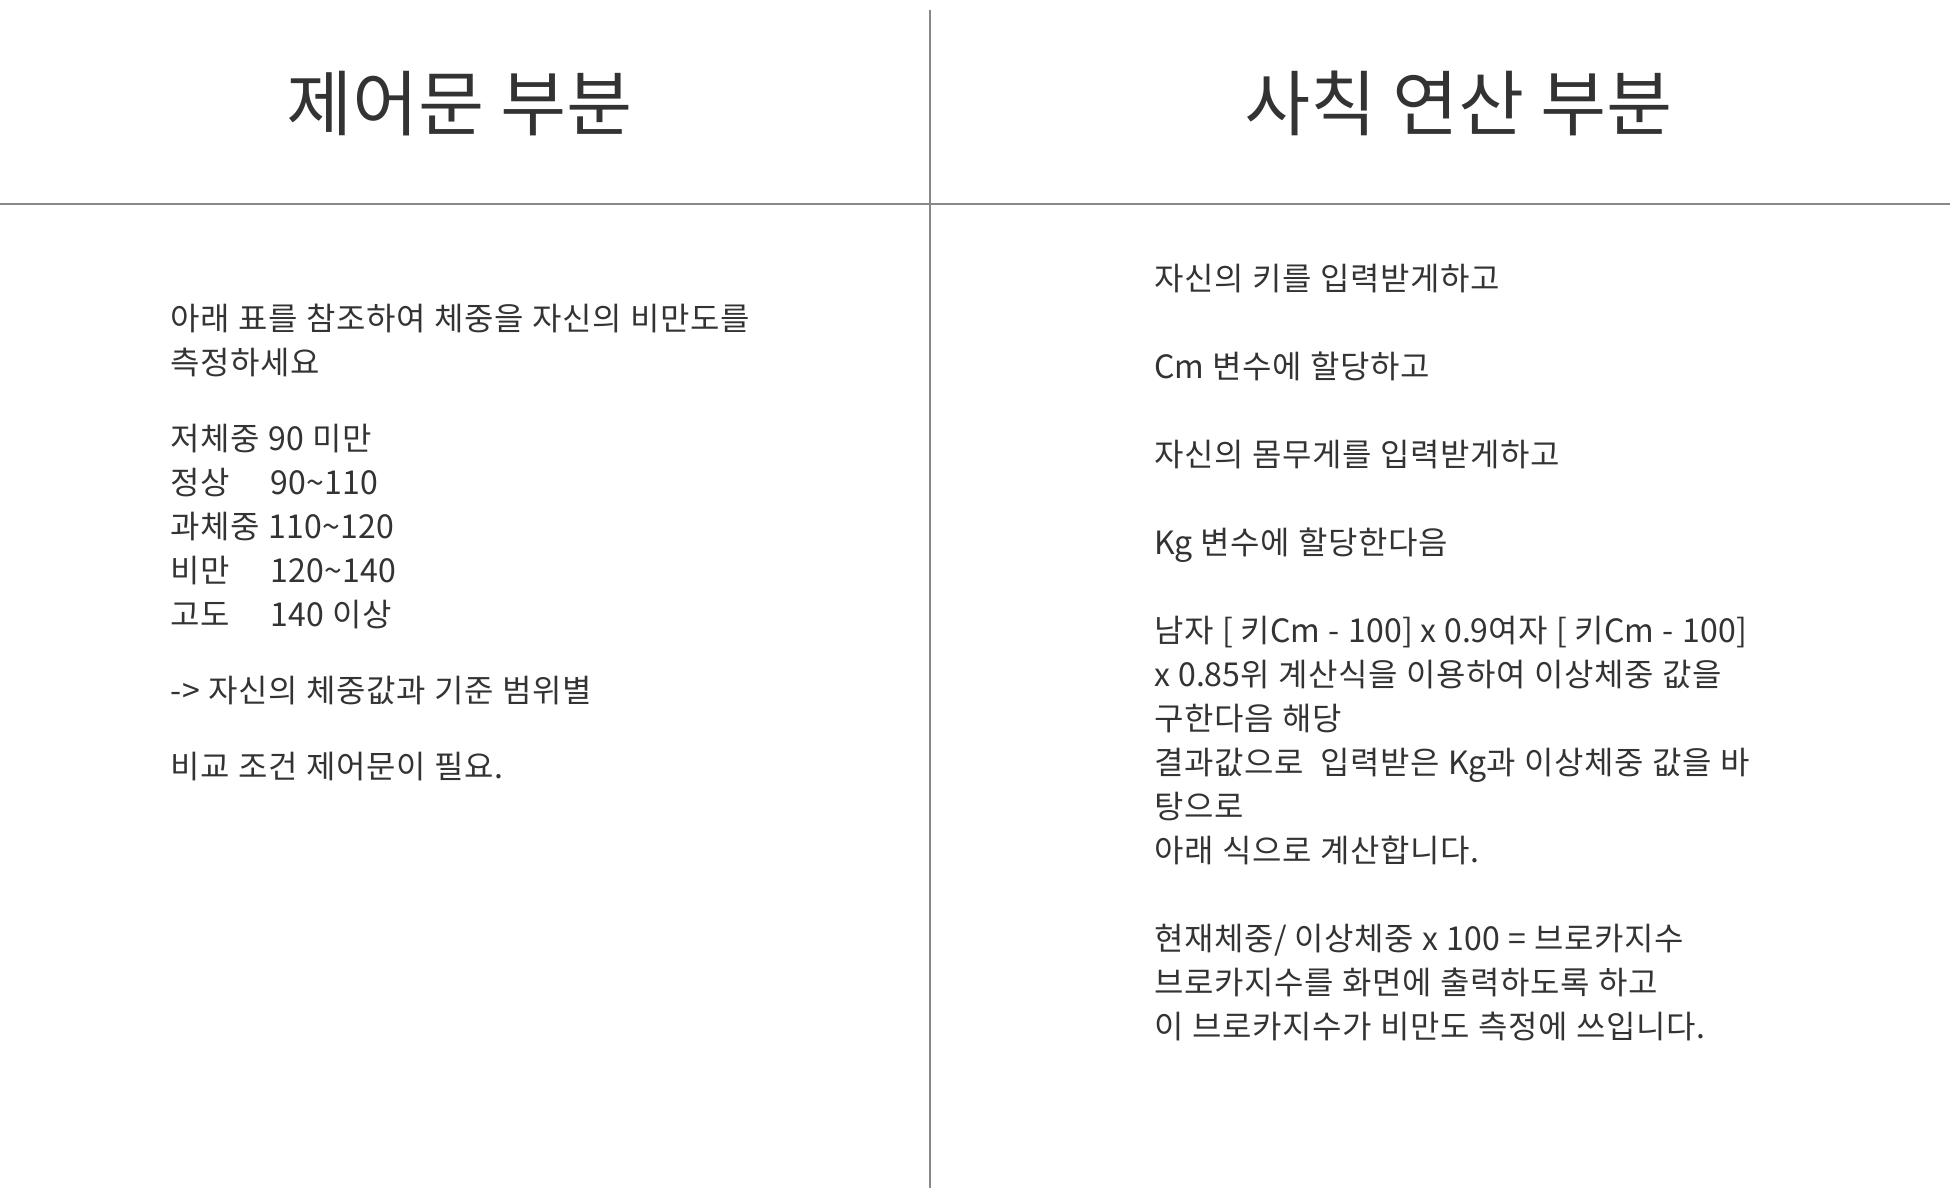 제어문 부분
사칙 연산 부분
아래 표를 참조하여 체중을 자신의 비만도를
측정하세요
저체중 90 미만
정상 90~110
과체중 110~120
비만 120~140
고도 140 이상
-> 자신의 체중값과 기준 범위별
비교 조건 제어문이 필요.
자신의 키를 입력받게하고
Cm 변수에 할당하고
자신의 몸무게를 입력받게하고
Kg 변수에 할당한다음
남자 [ 키Cm - 100] x 0.9여자 [ 키Cm - 100]
x 0.85위 계산식을 이용하여 이상체중 값을
구한다음 해당
결과값으로 입력받은 Kg과 이상체중 값을 바
탕으로
아래 식으로 계산합니다.
현재체중/ 이상체중 x 100 = 브로카지수
브로카지수를 화면에 출력하도록 하고
이 브로카지수가 비만도 측정에 쓰입니다.